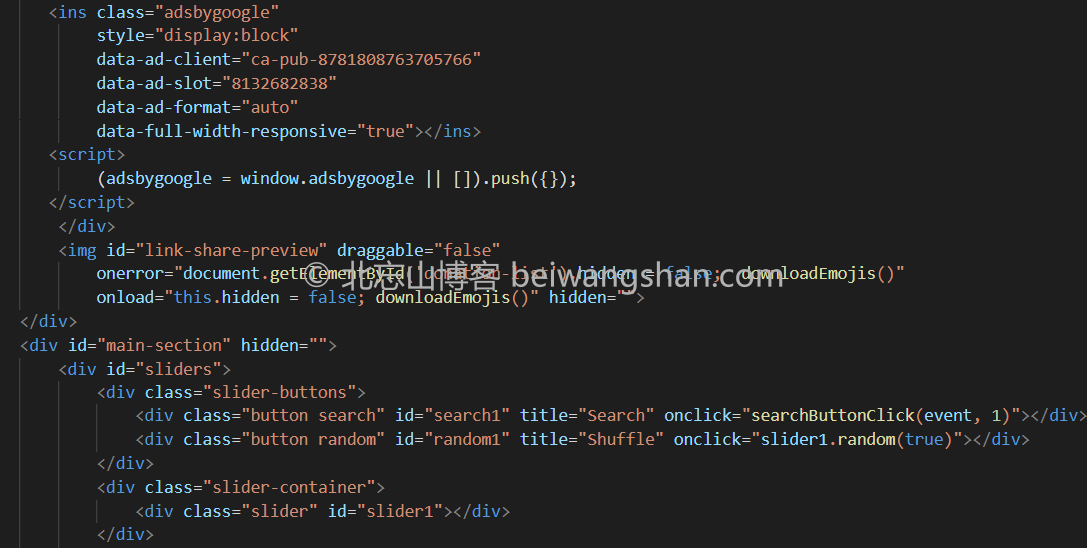 <ins class="adsbygoogle"
style="display:block"
data-ad-client="ca-pub-8781808763705766"
data-ad-slot="8132682838"
data-ad-format="auto"
data-full-width-responsive="true"></ins>
<script>
(adsbygoogle = window.adsbygoogle || []).push({});
</script>
</div>
<img id="link-share-preview" draggable="false"
onerror="document.getElementById( hidden = false; downloadEmojis()"
© 北忘山博客 beiwangshan.com
onload="this.hidden = false; downloadEmojis()" hidden="">
</div>
<div id="main-section" hidden="">
<div id="sliders">
<div class="slider-buttons">
<div class="button search" id="search1" title="Search" onclick="searchButtonClick(event, 1)"></div>
<div class="button random" id="random1" title="Shuffle" onclick="slider1.random(true)"></div>
</div>
<div class="slider-container">
<div class="slider" id="slider1"></div>
</div>